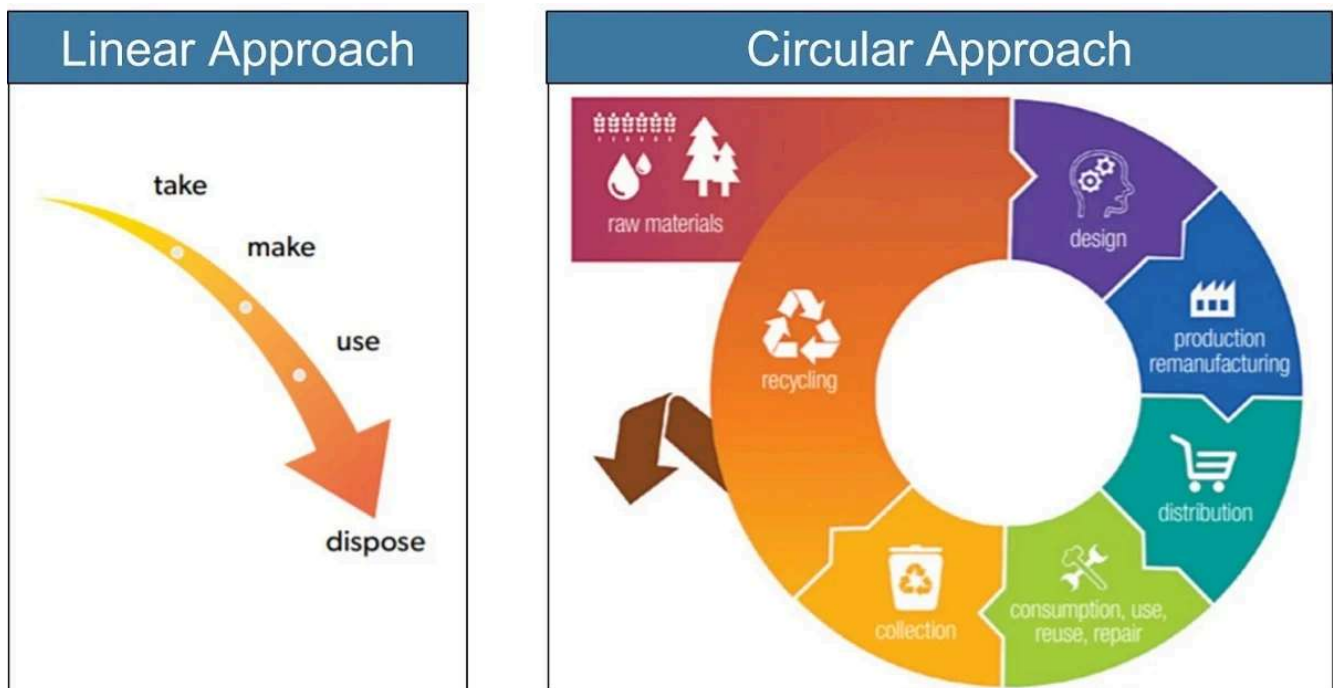 Linear Approach
take
make
use
dispose
Circular Approach
raw materials
design
production
remanufacturing
distribution
consumption, use,
reuse, repair
collection
recycling